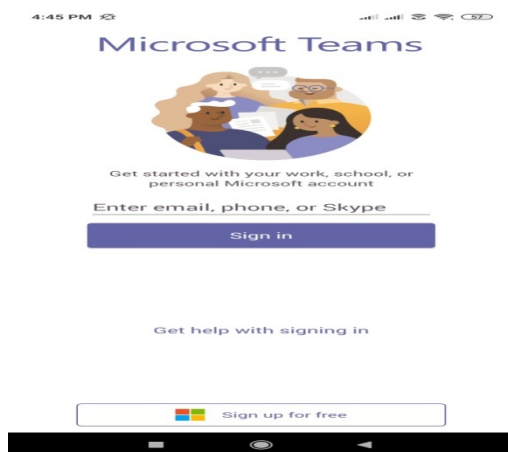 4:45 PM
57
Microsoft Teams
Get started with your work, school, or
personal Microsoft account
Enter email, phone, or Skype
Sign in
Get help with signing in
Sign up for free